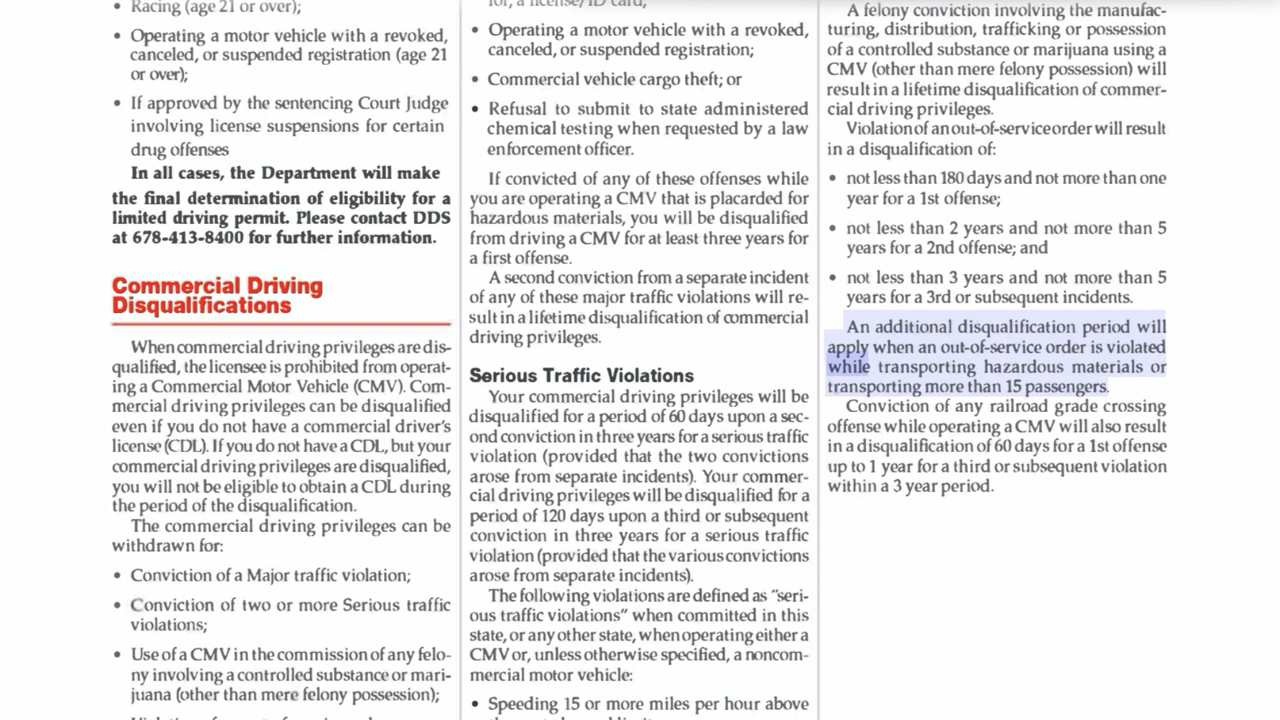 • Racing (age 21 or over);
• Operating a motor vehicle with a revoked,
canceled, or suspended registration (age 21
or over);
• If approved by the sentencing Court Judge
involving license suspensions for certain
drug offenses
In all cases, the Department will make
the final determination of eligibility for a
limited driving permit. Please contact DDS
at 678-413-8400 for further information.
Commercial Driving
Disqualifications
When commercial driving privileges are dis-
qualified, the licensee is prohibited from operat-
ing a Commercial Motor Vehicle (CMV). Com-
mercial driving privileges can be disqualified
even if you do not have a commercial driver's
license (CDL). If you do not have a CDL, but your
commercial driving privileges are disqualified,
you will not be eligible to obtain a CDL during
the period of the disqualification.
The commercial driving privileges can be
withdrawn for:
• Conviction of a Major traffic violation;
• Conviction of two or more Serious traffic
violations;
• Use of a CMV in the commission of any felo-
ny involving a controlled substance or mari-
juana (other than mere felony possession);
for, a license/ID card;
• Operating a motor vehicle with a revoked,
canceled, or suspended registration;
• Commercial vehicle cargo theft; or
• Refusal to submit to state administered
chemical testing when requested by a law
enforcement officer.
If convicted of any of these offenses while
you are operating a CMV that is placarded for
hazardous materials, you will be disqualified
from driving a CMV for at least three years for
a first offense.
A second conviction from a separate incident
of any of these major traffic violations will re-
sult in a lifetime disqualification of commercial
driving privileges.
Serious Traffic Violations
Your commercial driving privileges will be
disqualified for a period of 60 days upon a sec-
ond conviction in three years for a serious traffic
violation (provided that the two convictions
arose from separate incidents). Your commer-
cial driving privileges will be disqualified for a
period of 120 days upon a third or subsequent
conviction in three years for a serious traffic
violation (provided that the various convictions
arose from separate incidents).
The following violations are defined as "seri-
ous traffic violations" when committed in this
state, or any other state, when operating either a
CMV or, unless otherwise specified, a noncom-
mercial motor vehicle:
• Speeding 15 or more miles per hour above
A felony conviction involving the manufac-
turing, distribution, trafficking or possession
of a controlled substance or marijuana using a
CMV (other than mere felony possession) will
result in a lifetime disqualification of commer-
cial driving privileges.
Violation of an out-of-service order will result
in a disqualification of:
• not less than 180 days and not more than one
year for a 1st offense;
• not less than 2 years and not more than 5
years for a 2nd offense; and
• not less than 3 years and not more than 5
years for a 3rd or subsequent incidents.
An additional disqualification period will
apply when an out-of-service order is violated
while transporting hazardous materials or
transporting more than 15 passengers.
Conviction of any railroad grade crossing
offense while operating a CMV will also result
in a disqualification of 60 days for a 1st offense
up to 1 year for a third or subsequent violation
within a 3 year period.